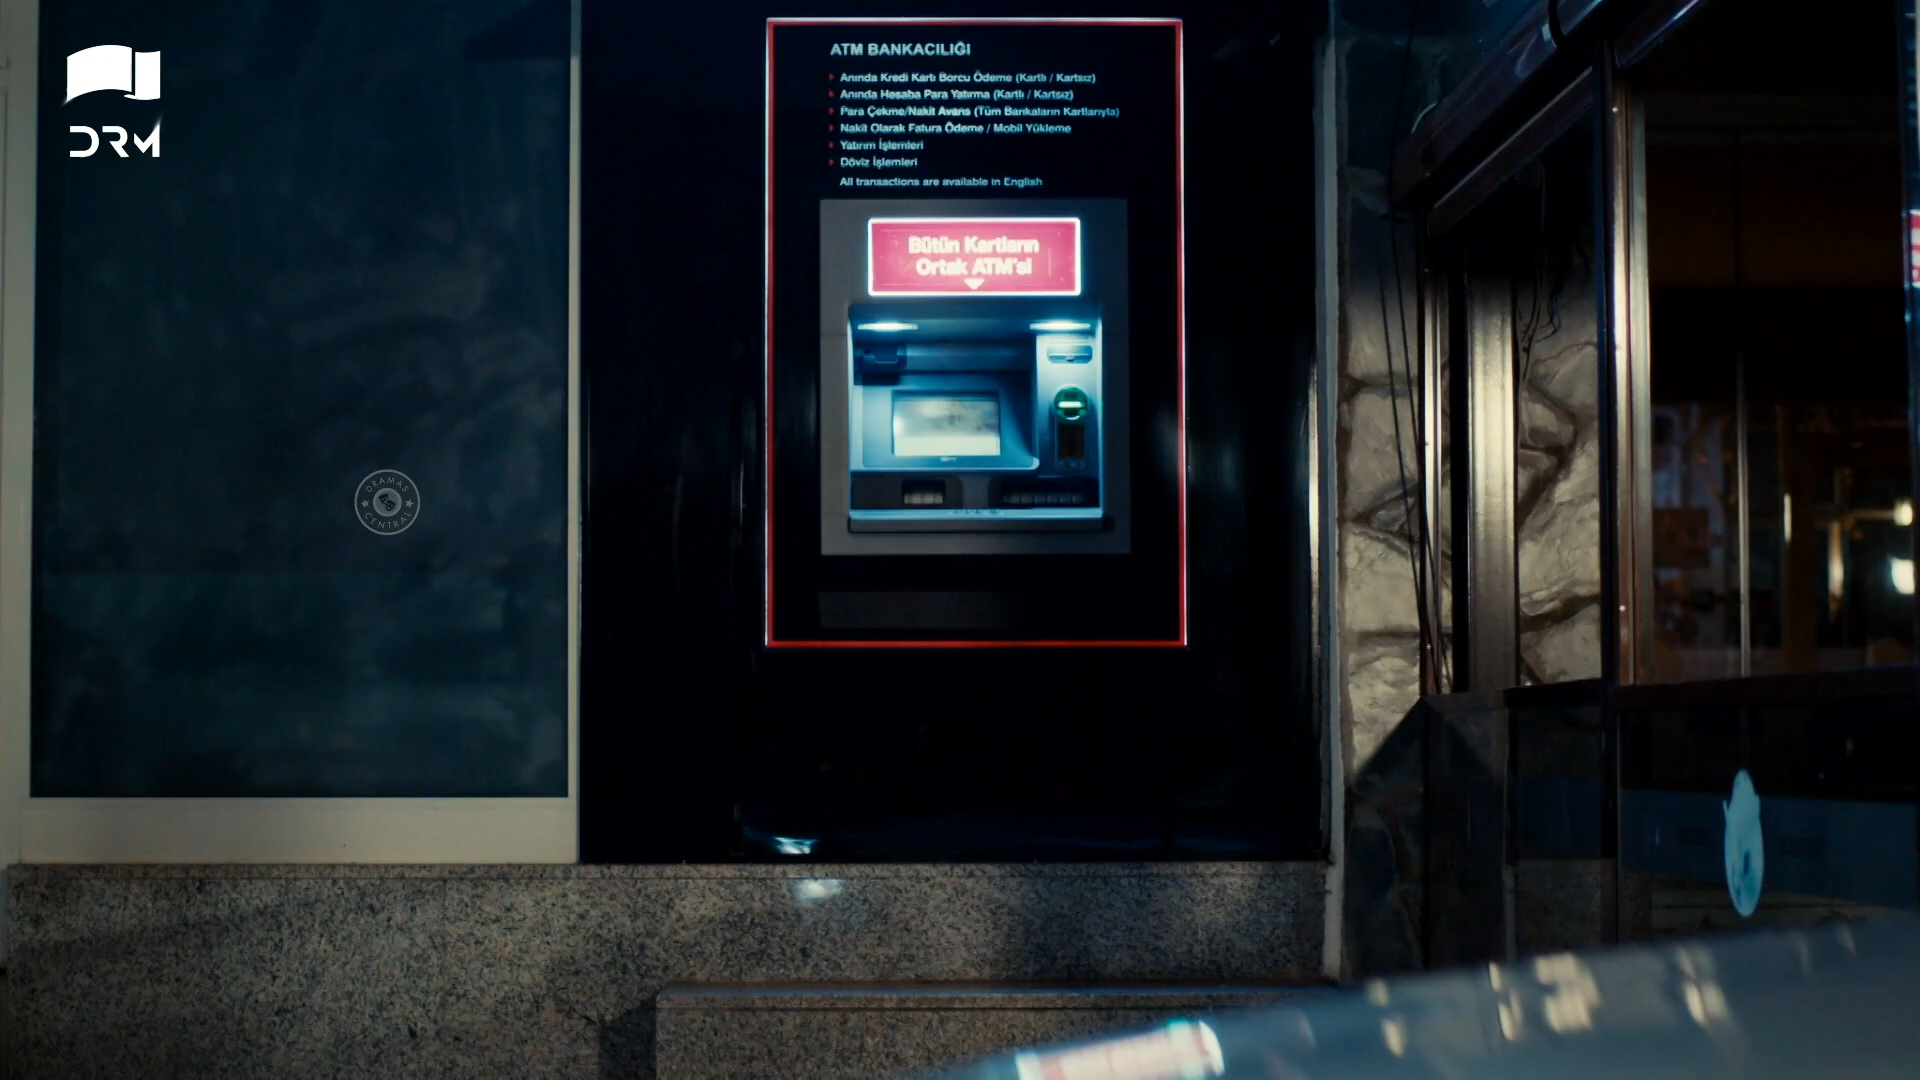 DRM
ATM BANKACILIĞI
Anında Kredi Kartı Borcu Ödeme (Kartlı / Kartsız)
Anında Hesaba Para Yatırma (Kartlı / Kartsız)
Para Çekme/Nakit Avans (Tüm Bankaların Kartlarıyla)
Nakit Olarak Fatura Ödeme / Mobil Yükleme
Yatırım İşlemleri
Döviz İşlemleri
All transactions are available in English
Bütün Kartların
Ortak ATM'si
DRAMAS
CENTRAL